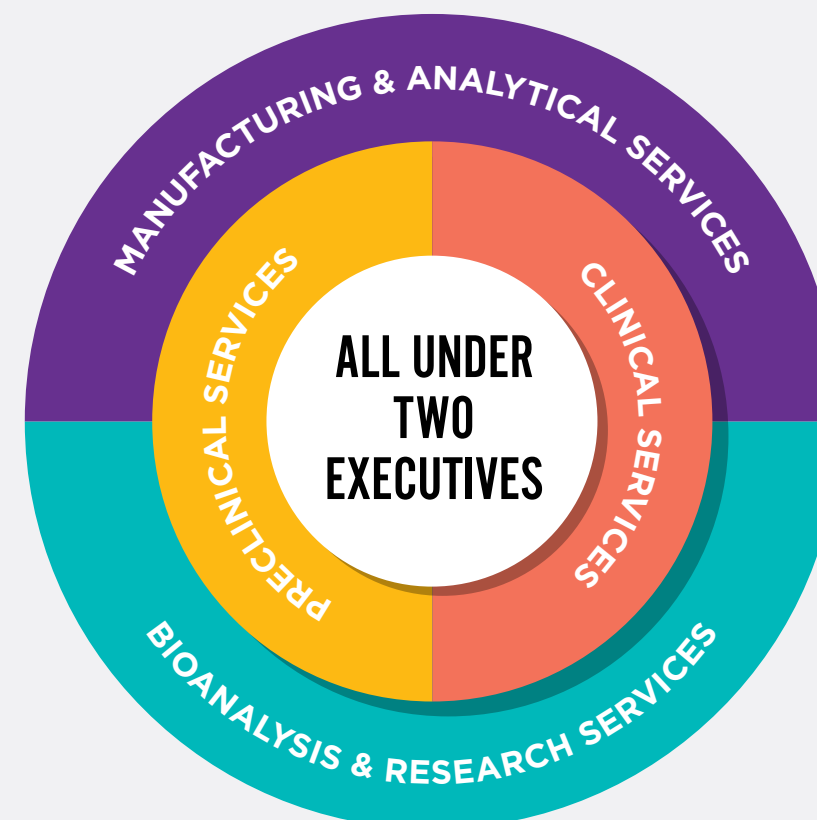 MANUFACTURING & ANALYTICAL SERVICES
PRECLINICAL SERVICES
CLINICAL SERVICES
ALL UNDER
TWO
EXECUTIVES
BIOANALYSIS & RESEARCH SERVICES